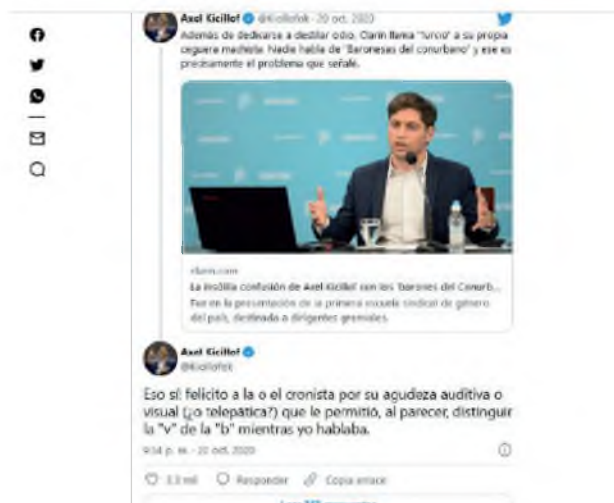 Axel Kicillof @Kicillofok · 20 oct. 2020
Además de dedicarse a destilar odio, Clarín llama "furcio" a su propia
ceguera machista. Nadie habla de "Baronesas del conurbano" y ese es
precisamente el problema que señalé.
clarin.com
La insólita confusión de Axel Kicillof con los 'Barones del Conurb...
Fue en la presentación de la primera escuela sindical de género
del país, destinada a dirigentes gremiales.
Axel Kicillof
@Kicillofok
Eso sí: felicito a la o el cronista por su agudeza auditiva o
visual (¿o telepática?) que le permitió, al parecer, distinguir
la "v" de la "b" mientras yo hablaba.
9:34 p. m. · 20 oct. 2020
3.3 mil Responder Copia enlace